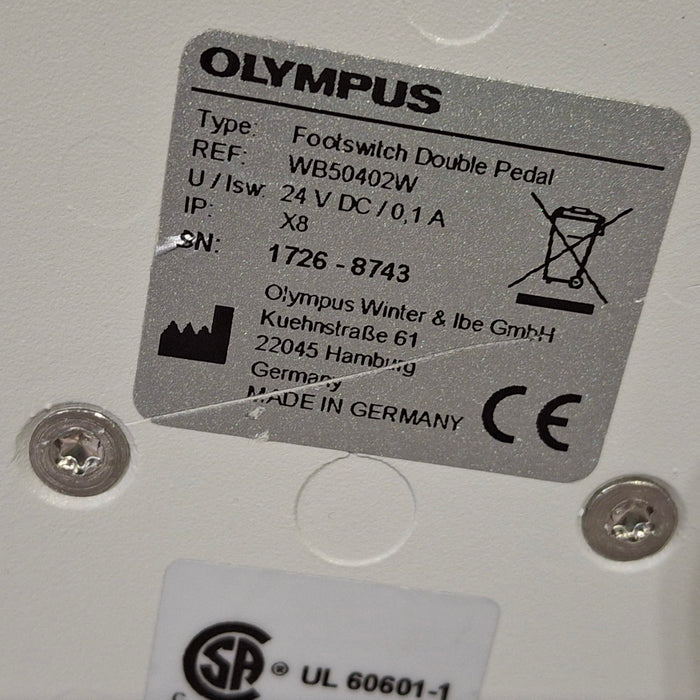 OLYMPUS
Type: Footswitch Double Pedal
REF: WB50402W
U / Isw: 24 V DC / 0,1 A
IP: X8
SN: 1726 - 8743
Olympus Winter & Ibe GmbH
Kuehnstraße 61
22045 Hamburg
Germany
MADE IN GERMANY
CE
SA ® UL 60601-1
C